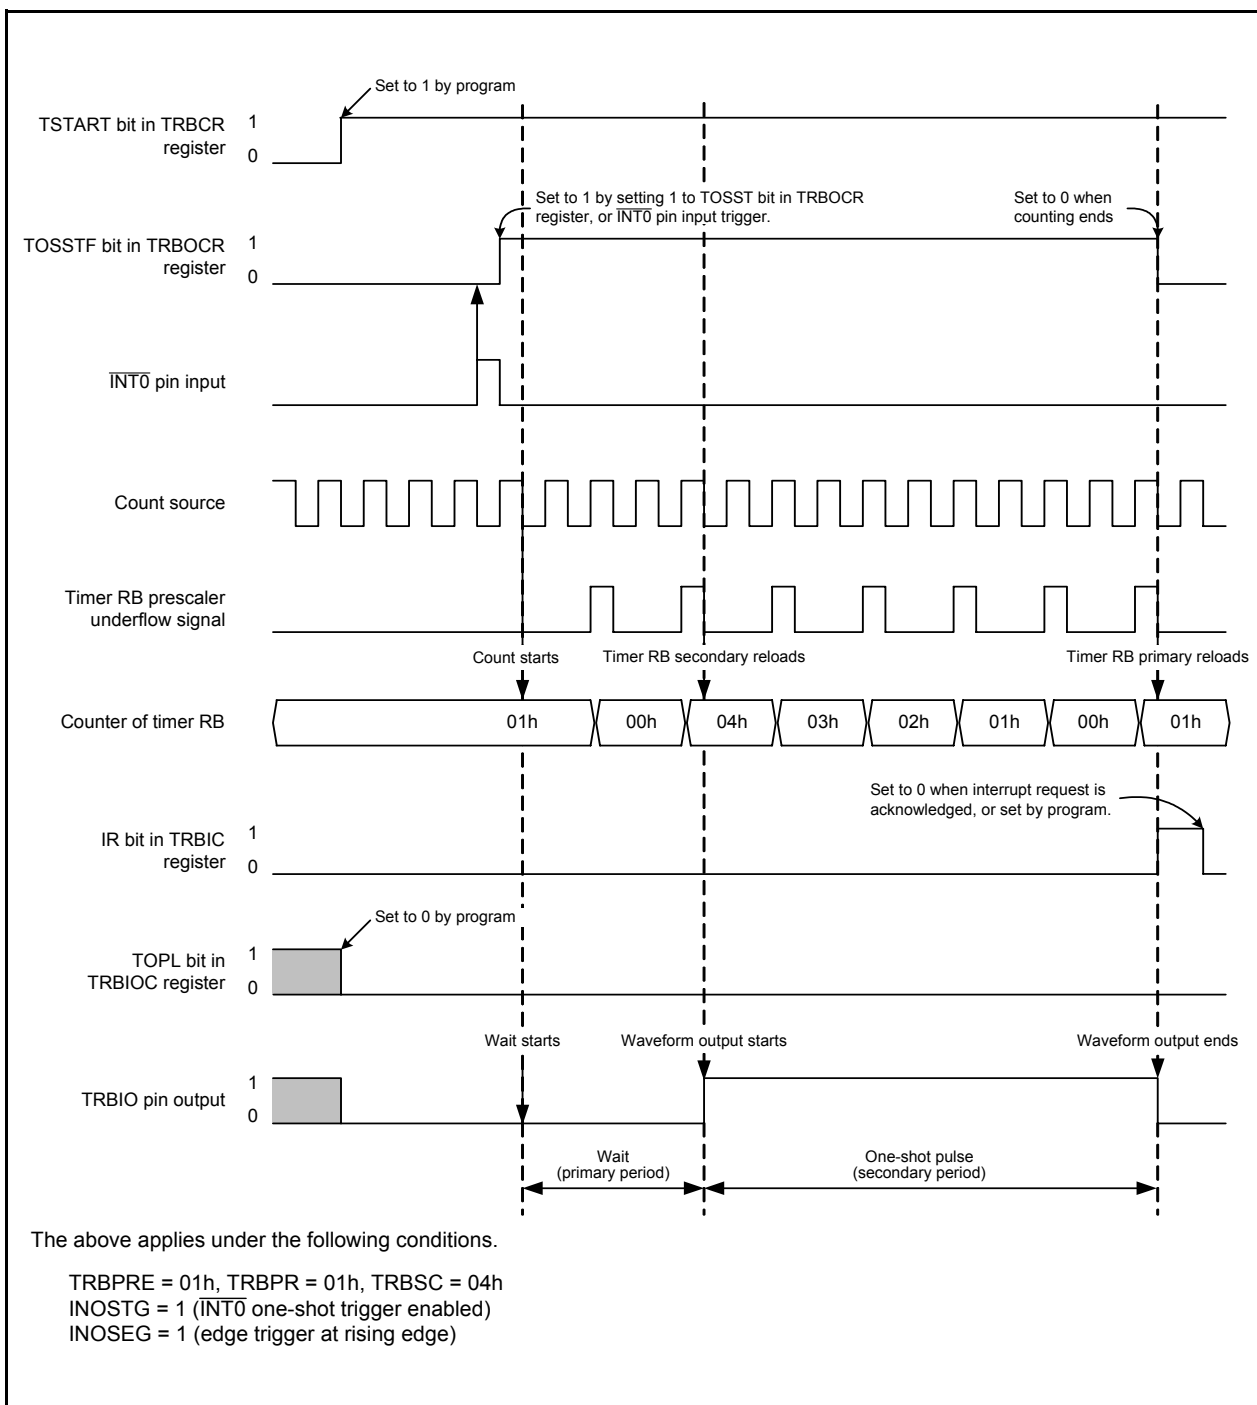 Set to 1 by program
TSTART bit in TRBCR
register
1
0
Set to 1 by setting 1 to TOSST bit in TRBOCR
register, or INT0 pin input trigger.
Set to 0 when
counting ends
TOSSTF bit in TRBOCR
register
1
0
INT0 pin input
Count source
Timer RB prescaler
underflow signal
Count starts
Timer RB secondary reloads
Timer RB primary reloads
Counter of timer RB
01h
00h
04h
03h
02h
01h
00h
01h
Set to 0 when interrupt request is
acknowledged, or set by program.
IR bit in TRBIC
register
1
0
Set to 0 by program
TOPL bit in
TRBIOC register
1
0
Wait starts
Waveform output starts
Waveform output ends
TRBIO pin output
1
0
Wait
(primary period)
One-shot pulse
(secondary period)
The above applies under the following conditions.
TRBPRE = 01h, TRBPR = 01h, TRBSC = 04h
INOSTG = 1 (INT0 one-shot trigger enabled)
INOSEG = 1 (edge trigger at rising edge)